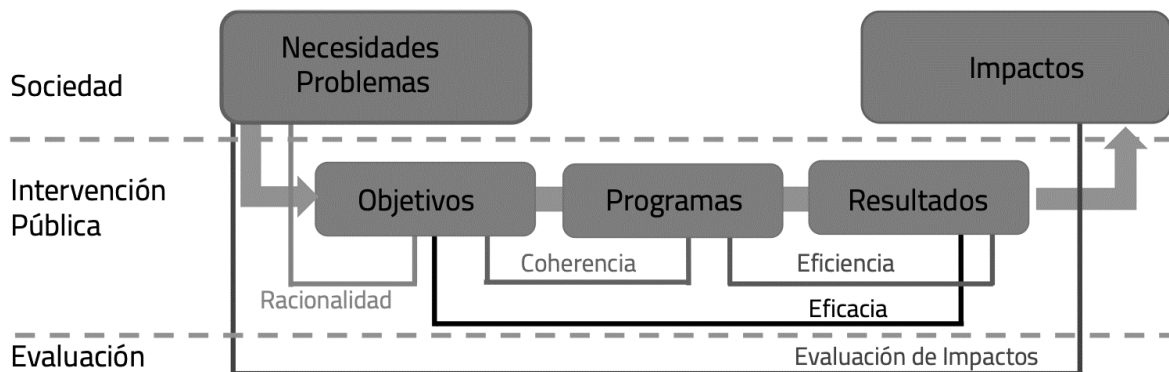 Sociedad
Necesidades
Problemas
Impactos
Intervención
Pública
Objetivos
Programas
Resultados
Coherencia
Eficiencia
Racionalidad
Eficacia
Evaluación
Evaluación de Impactos